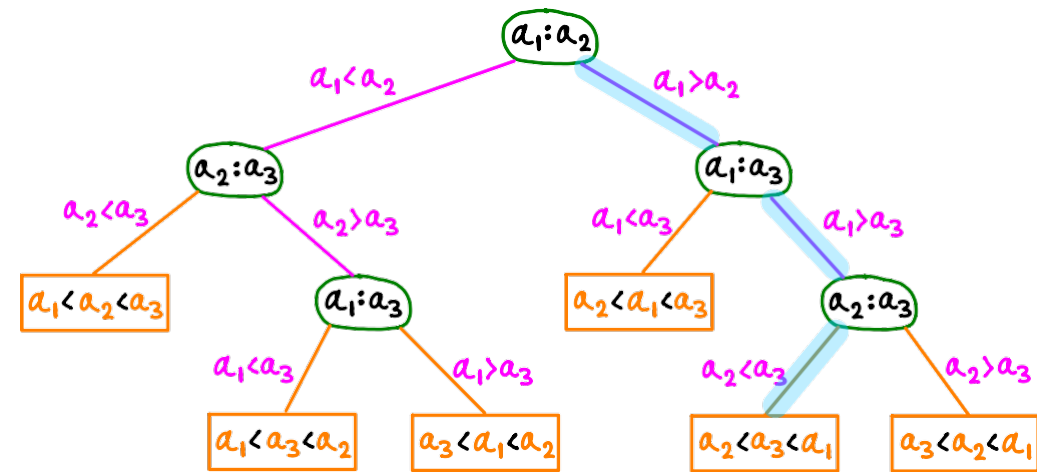 a₁:a₂
a₁<a₂
a₁>a₂
a₂:a₃
a₁:a₃
a₂<a₃
a₂>a₃
a₁<a₃
a₁>a₃
a₁<a₂<a₃
a₁:a₃
a₂<a₁<a₃
a₂:a₃
a₁<a₃
a₁>a₃
a₂<a₃
a₂>a₃
a₁<a₃<a₂
a₃<a₁<a₂
a₂<a₃<a₁
a₃<a₂<a₁